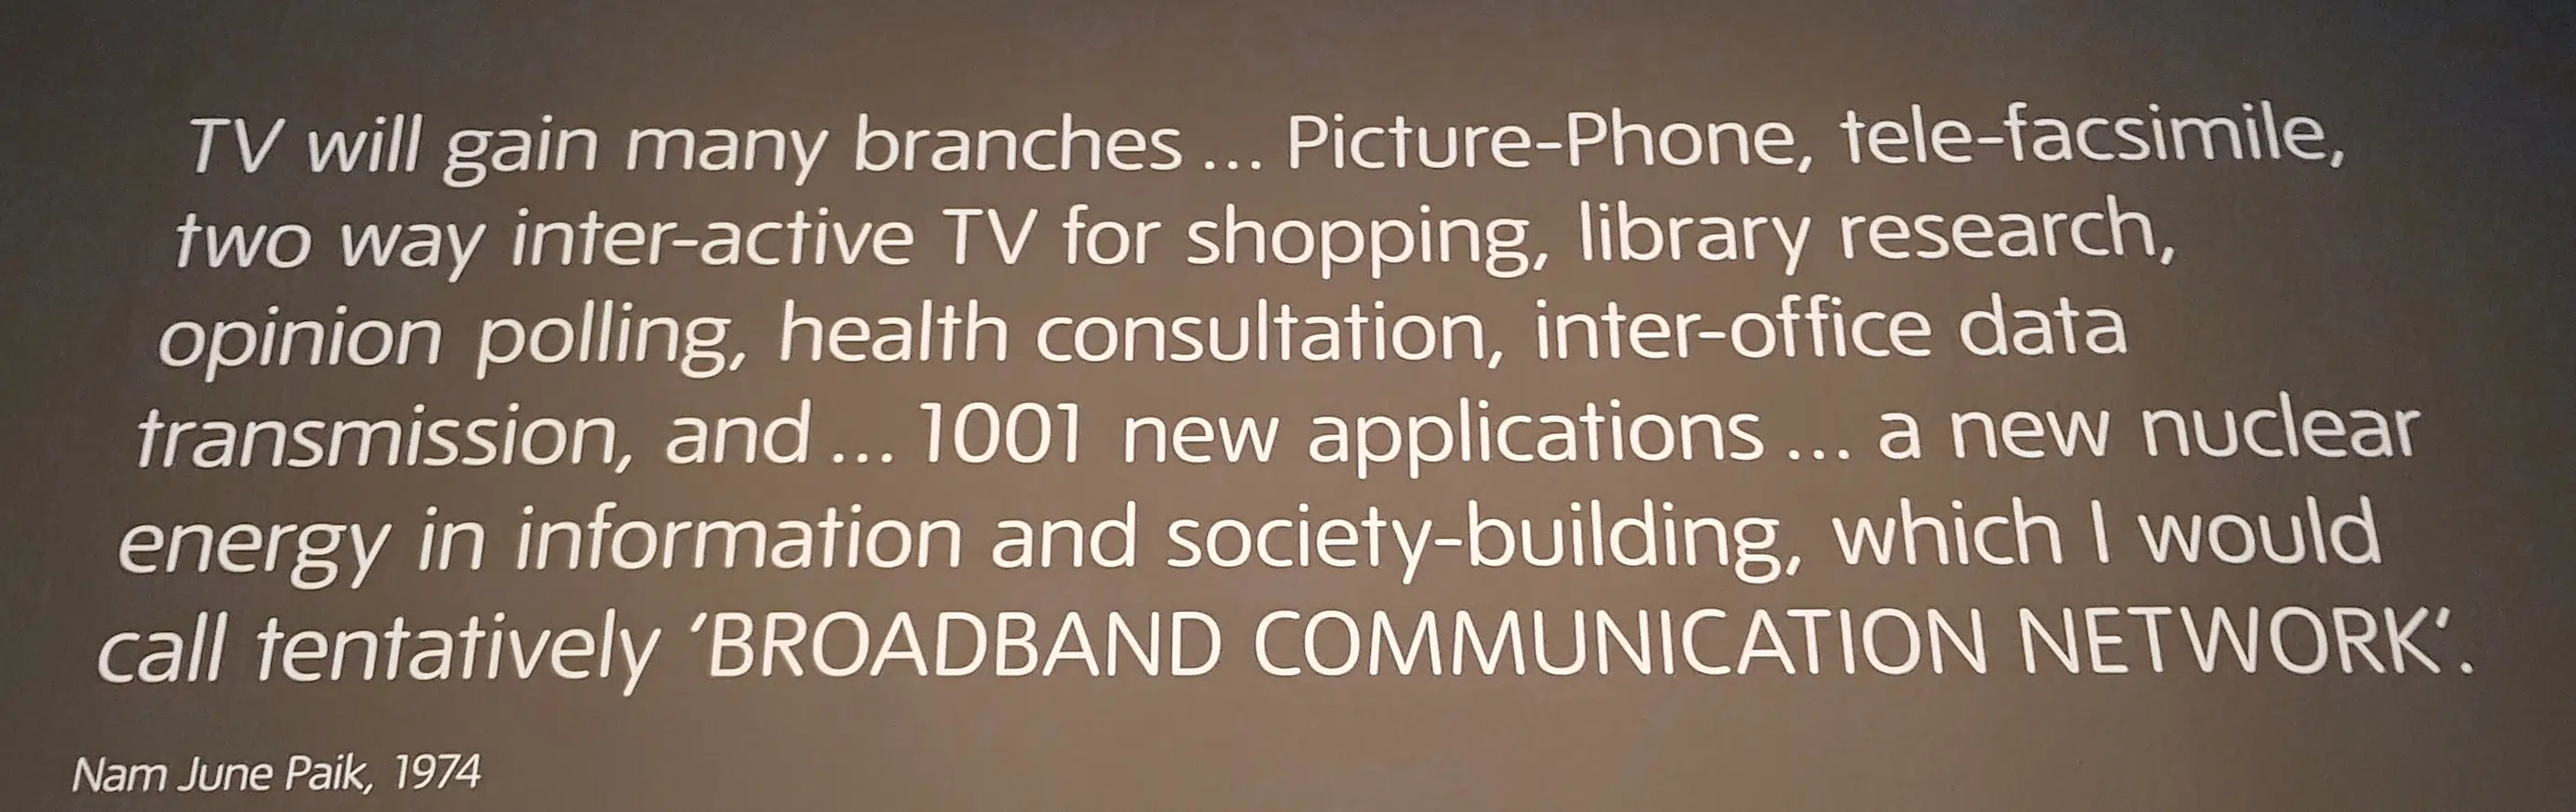 TV will gain many branches ... Picture-Phone, tele-facsimile,
two way inter-active TV for shopping, library research,
opinion polling, health consultation, inter-office data
transmission, and ... 1001 new applications ... a new nuclear
energy in information and society-building, which I would
call tentatively ‘BROADBAND COMMUNICATION NETWORK’.
Nam June Paik, 1974